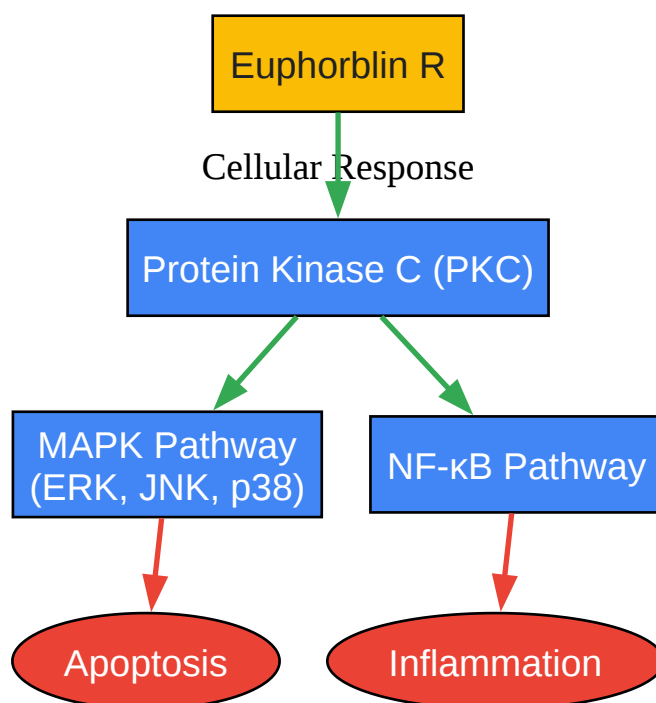 Euphorblin R
Cellular Response
Protein Kinase C (PKC)
MAPK Pathway
(ERK, JNK, p38)
NF-κB Pathway
Apoptosis
Inflammation